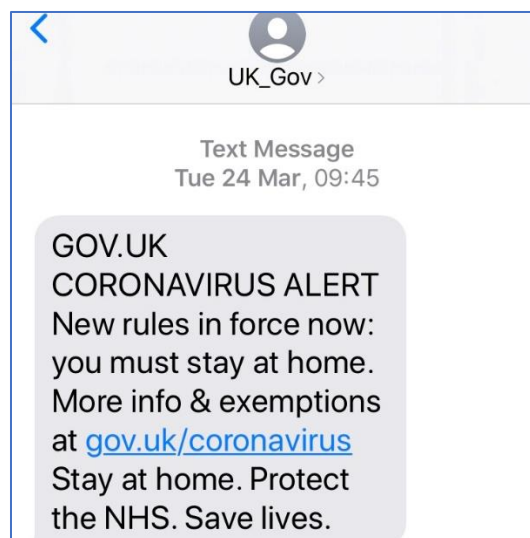 UK_Gov
Text Message
Tue 24 Mar, 09:45
GOV.UK
CORONAVIRUS ALERT
New rules in force now:
you must stay at home.
More info & exemptions
at gov.uk/coronavirus
Stay at home. Protect
the NHS. Save lives.